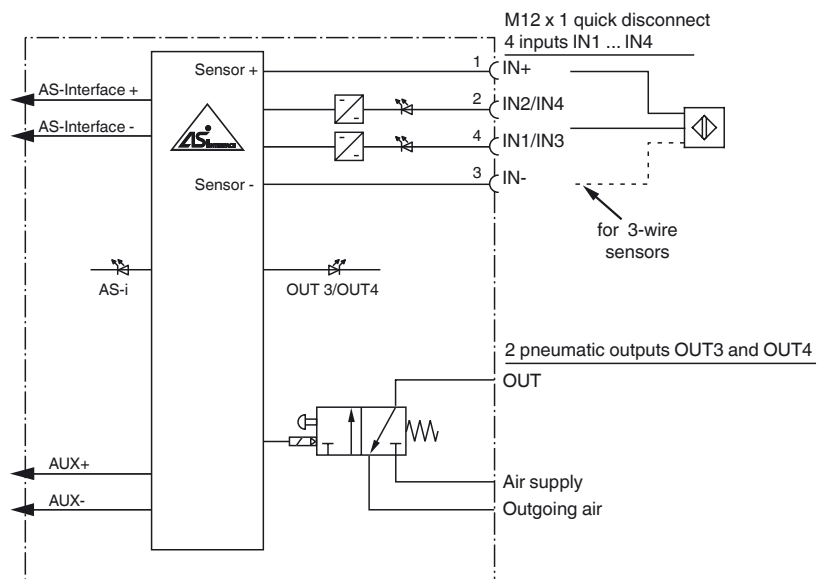 M12 x 1 quick disconnect
4 inputs IN1 ... IN4
Sensor +
1
IN+
AS-Interface +
2
IN2/IN4
AS-Interface -
ASi
INTERFACE
4
IN1/IN3
Sensor -
3
IN-
for 3-wire
sensors
AS-i
OUT 3/OUT4
2 pneumatic outputs OUT3 and OUT4
OUT
AUX+
Air supply
AUX-
Outgoing air